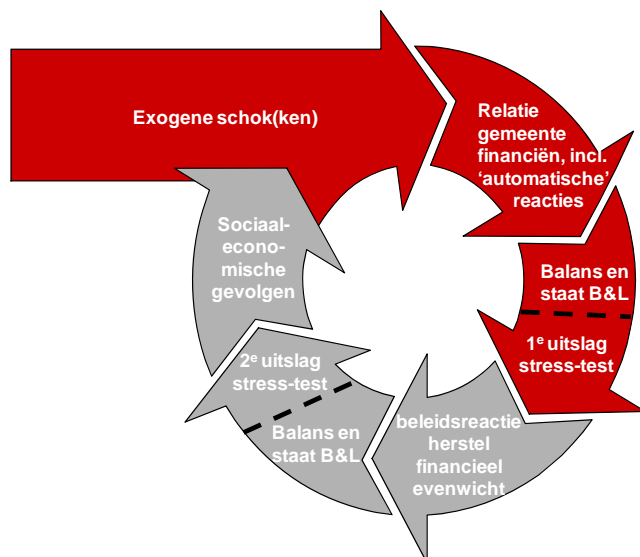 Exogene schok(ken)
Relatie
gemeente
financiën, incl.
‘automatische’
reacties
Balans en
staat B&L
1e uitslag
stress-test
beleidsreactie
herstel
financieel
evenwicht
Balans en
staat B&L
2e uitslag
stress-test
Sociaal-
econo-
mische
gevolgen